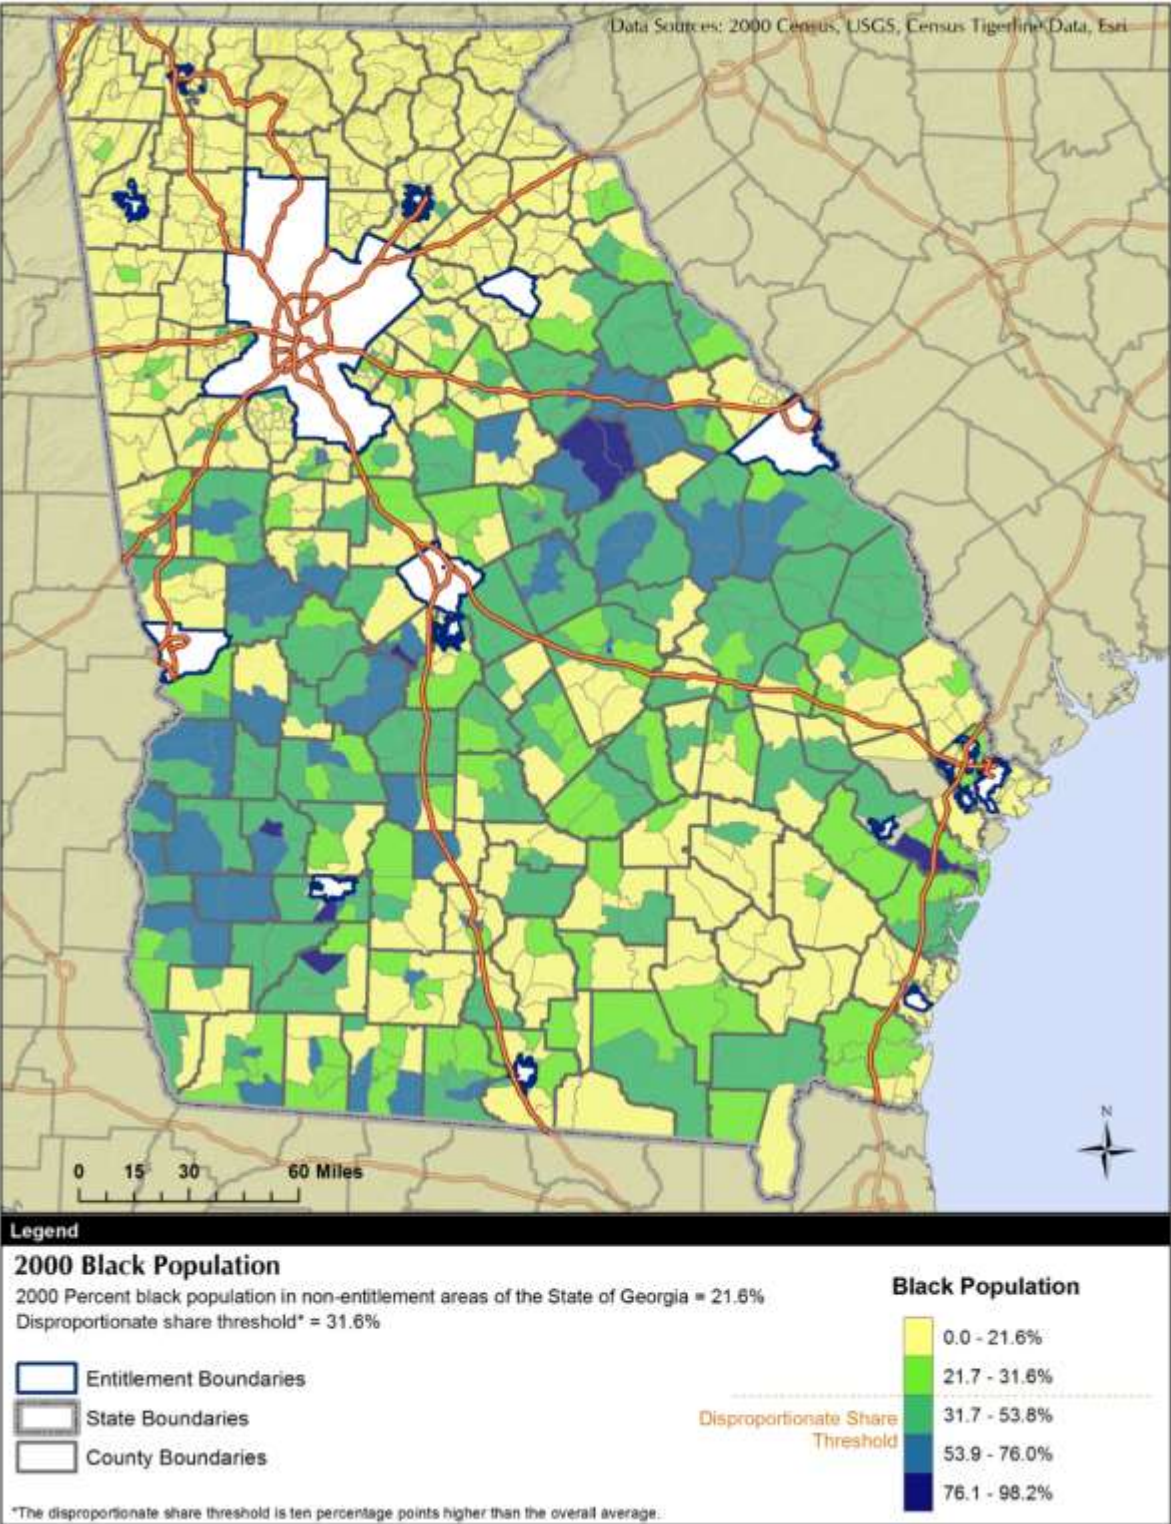 Data Sources: 2000 Census, USGS, Census Tigerline Data, Esri
N
0 15 30 60 Miles
Legend
2000 Black Population
2000 Percent black population in non-entitlement areas of the State of Georgia = 21.6%
Disproportionate share threshold* = 31.6%
Entitlement Boundaries
State Boundaries
County Boundaries
*The disproportionate share threshold is ten percentage points higher than the overall average.
Black Population
0.0 - 21.6%
21.7 - 31.6%
Disproportionate Share
Threshold
31.7 - 53.8%
53.9 - 76.0%
76.1 - 98.2%